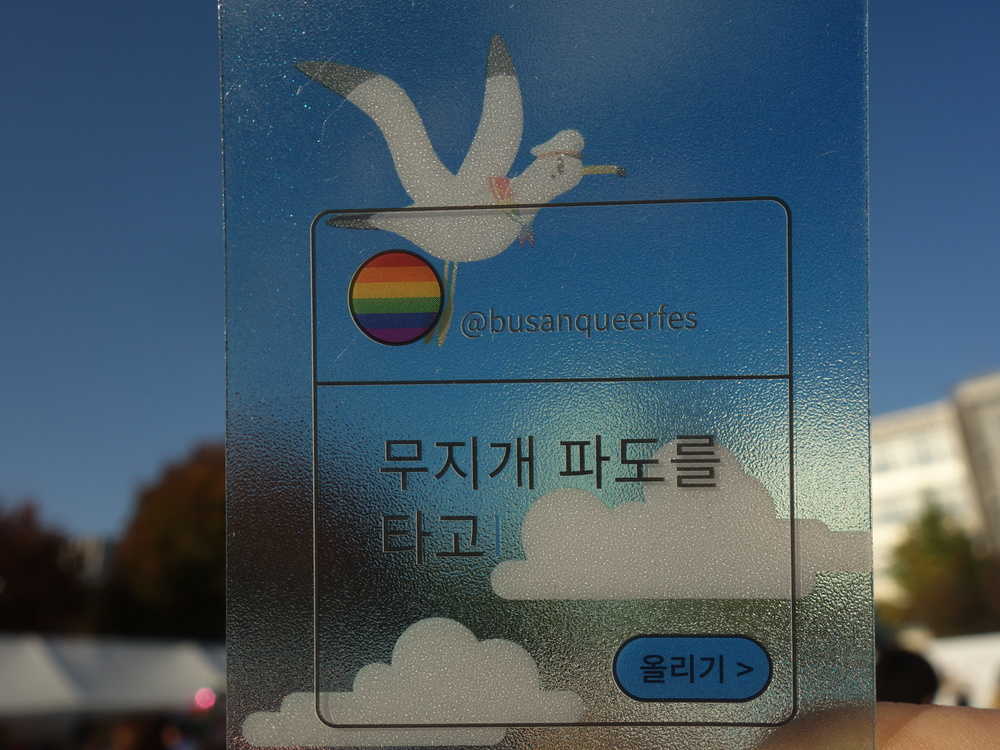 @busanqueerfes
무지개 파도를
타고
올리기 >